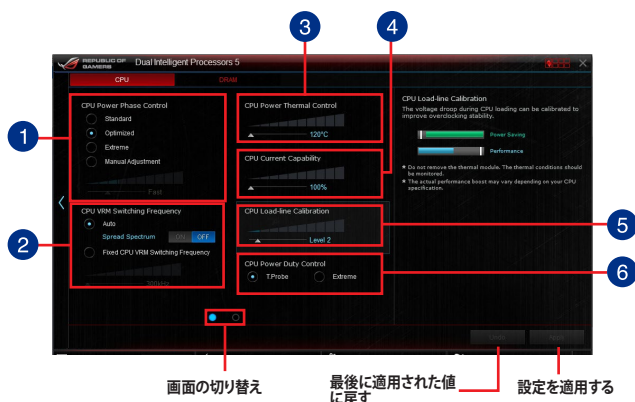 3
4
REPUBLIC OF
GAMERS
Dual Intelligent Processors 5
CPU
DRAM
1
CPU Power Phase Control
Standard
Optimized
Extreme
Manual Adjustment
Fast
2
CPU VRM Switching Frequency
Auto
Spread Spectrum ON OFF
Fixed CPU VRM Switching Frequency
300kHz
CPU Power Thermal Control
120°C
CPU Current Capability
100%
CPU Load-line Calibration
Level 2
5
CPU Power Duty Control
T.Probe Extreme
6
CPU Load-line Calibration
The voltage droop during CPU loading can be calibrated to
improve overclocking stability.
Power Saving
Performance
* Do not remove the thermal module. The thermal conditions should
be monitored.
* The actual performance boost may vary depending on your CPU
specification.
Undo
Apply
画面の切り替え
最後に適用された値
に戻す
設定を適用する